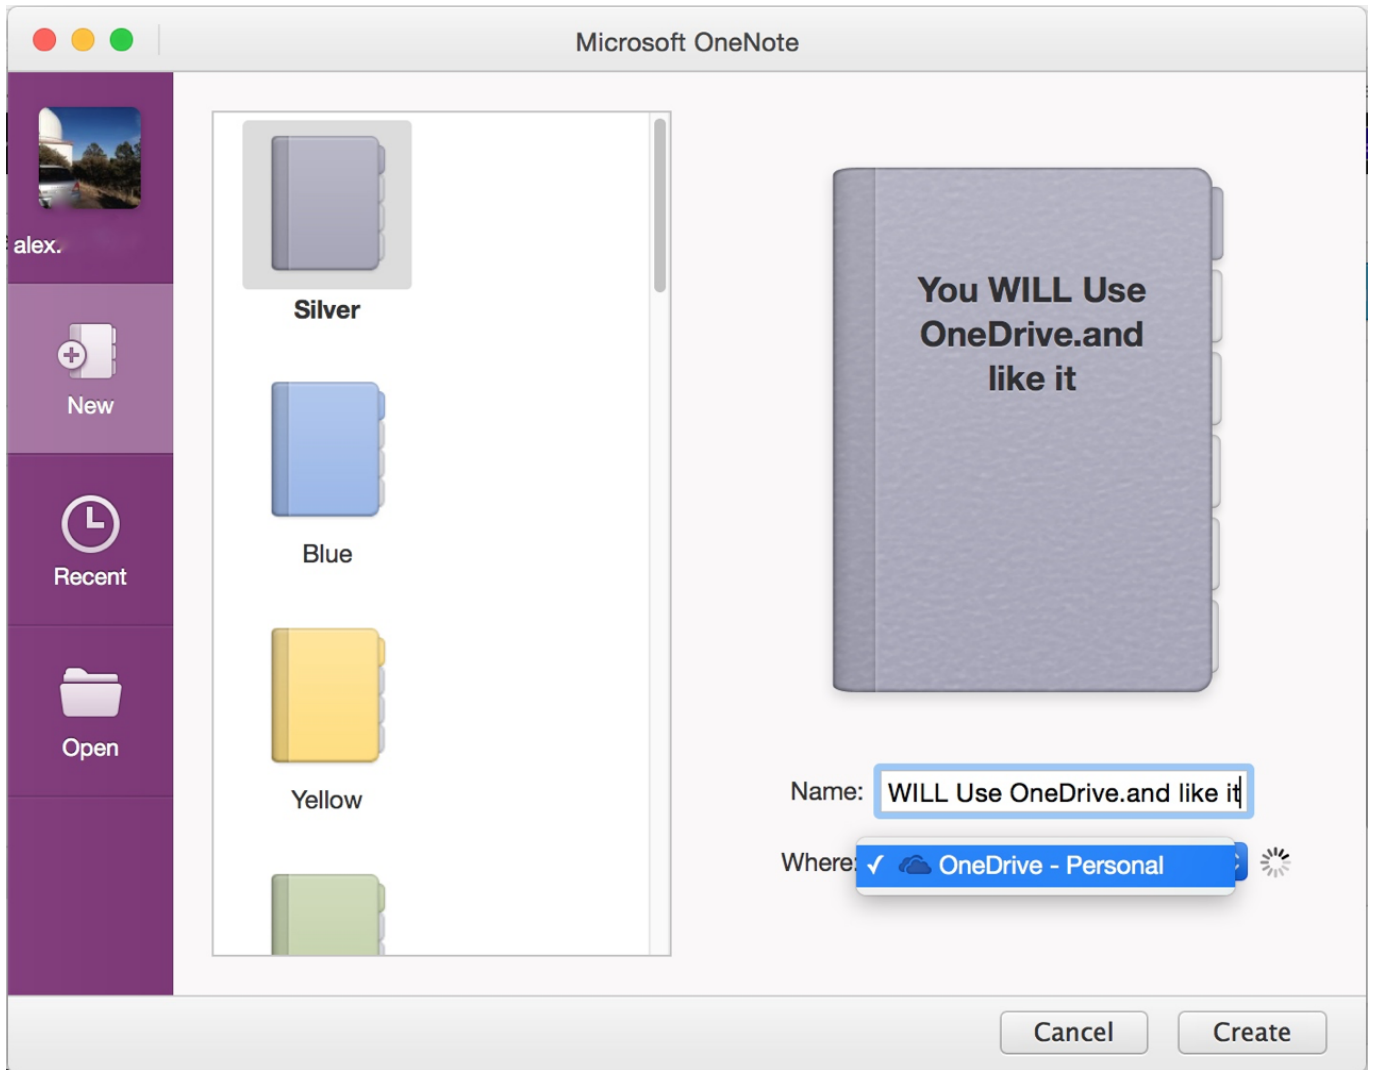 Microsoft OneNote
alex.
New
Recent
Open
Silver
Blue
Yellow
You WILL Use
OneDrive.and
like it
Name: WILL Use OneDrive.and like it
Where: ✓ OneDrive - Personal
Cancel
Create